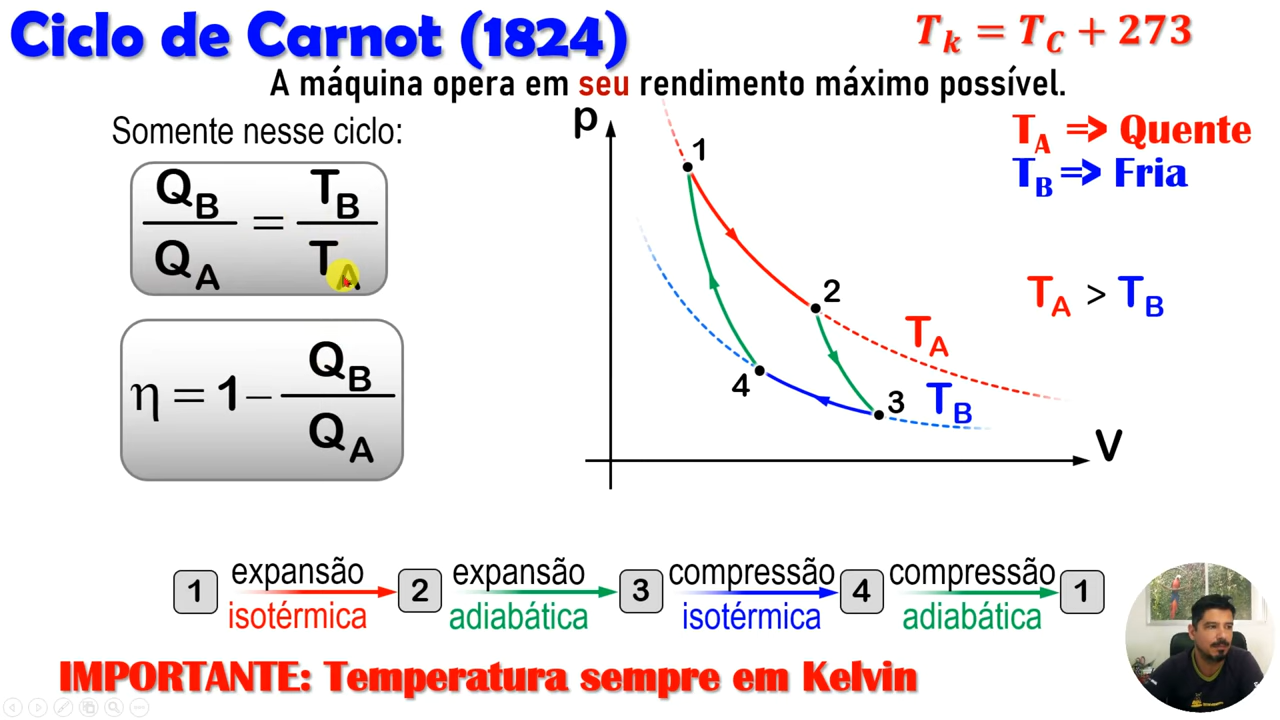 Ciclo de Carnot (1824)
T_k = T_C + 273
A máquina opera em seu rendimento máximo possível.
Somente nesse ciclo:
Q_B / Q_A = T_B / T_A
η = 1 – Q_B / Q_A
p
1
2
T_A
4
3
T_B
V
T_A => Quente
T_B => Fria
T_A > T_B
1 expansão isotérmica 2 expansão adiabática 3 compressão isotérmica 4 compressão adiabática 1
IMPORTANTE: Temperatura sempre em Kelvin